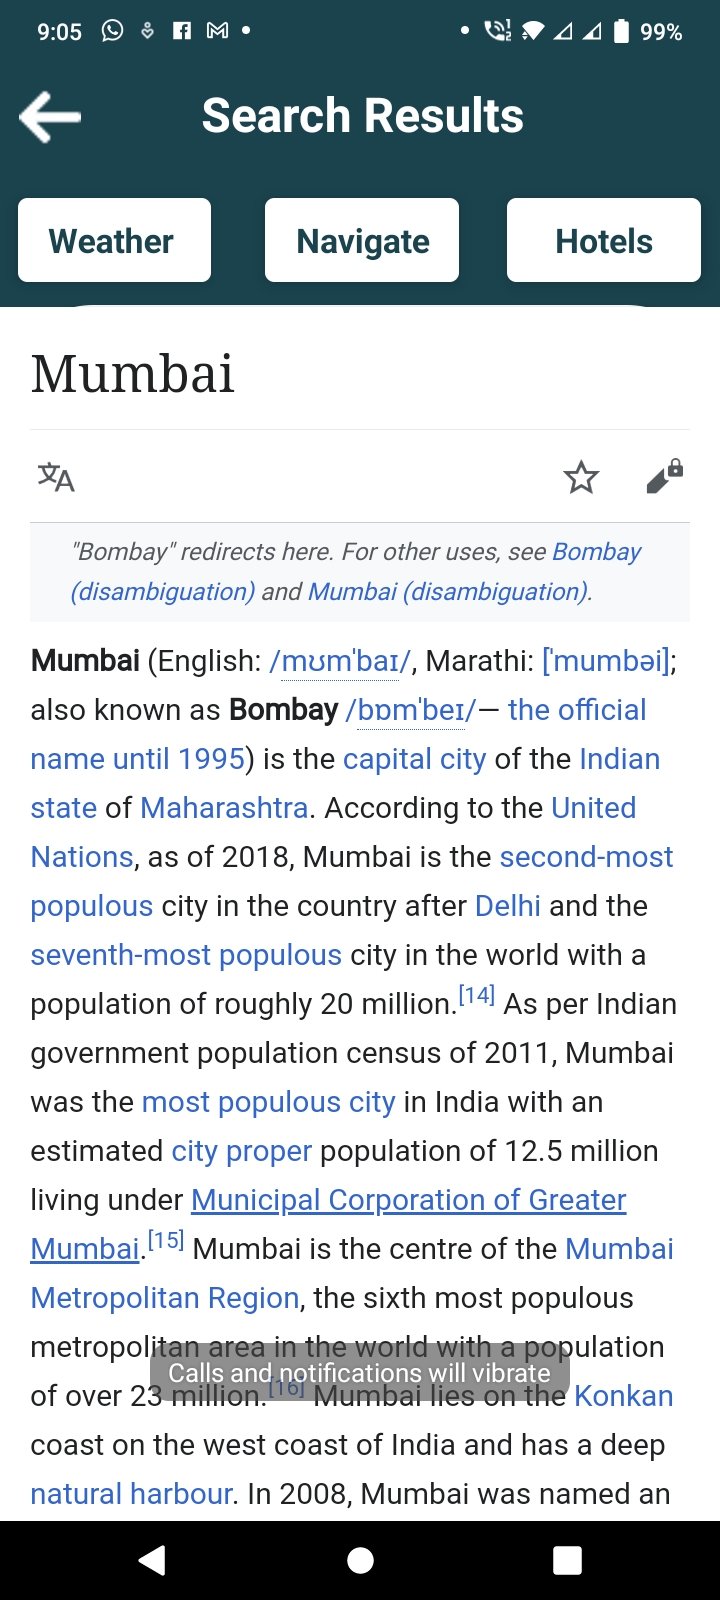 9:05 99%
Search Results
Weather Navigate Hotels
Mumbai
"Bombay" redirects here. For other uses, see Bombay
(disambiguation) and Mumbai (disambiguation).
Mumbai (English: /mʊmˈbaɪ/, Marathi: [ˈmumbəi];
also known as Bombay /bɒmˈbeɪ/— the official
name until 1995) is the capital city of the Indian
state of Maharashtra. According to the United
Nations, as of 2018, Mumbai is the second-most
populous city in the country after Delhi and the
seventh-most populous city in the world with a
population of roughly 20 million.[14] As per Indian
government population census of 2011, Mumbai
was the most populous city in India with an
estimated city proper population of 12.5 million
living under Municipal Corporation of Greater
Mumbai.[15] Mumbai is the centre of the Mumbai
Metropolitan Region, the sixth most populous
metropolitan area in the world with a population
Calls and notifications will vibrate
of over 23 million.[16] Mumbai lies on the Konkan
coast on the west coast of India and has a deep
natural harbour. In 2008, Mumbai was named an